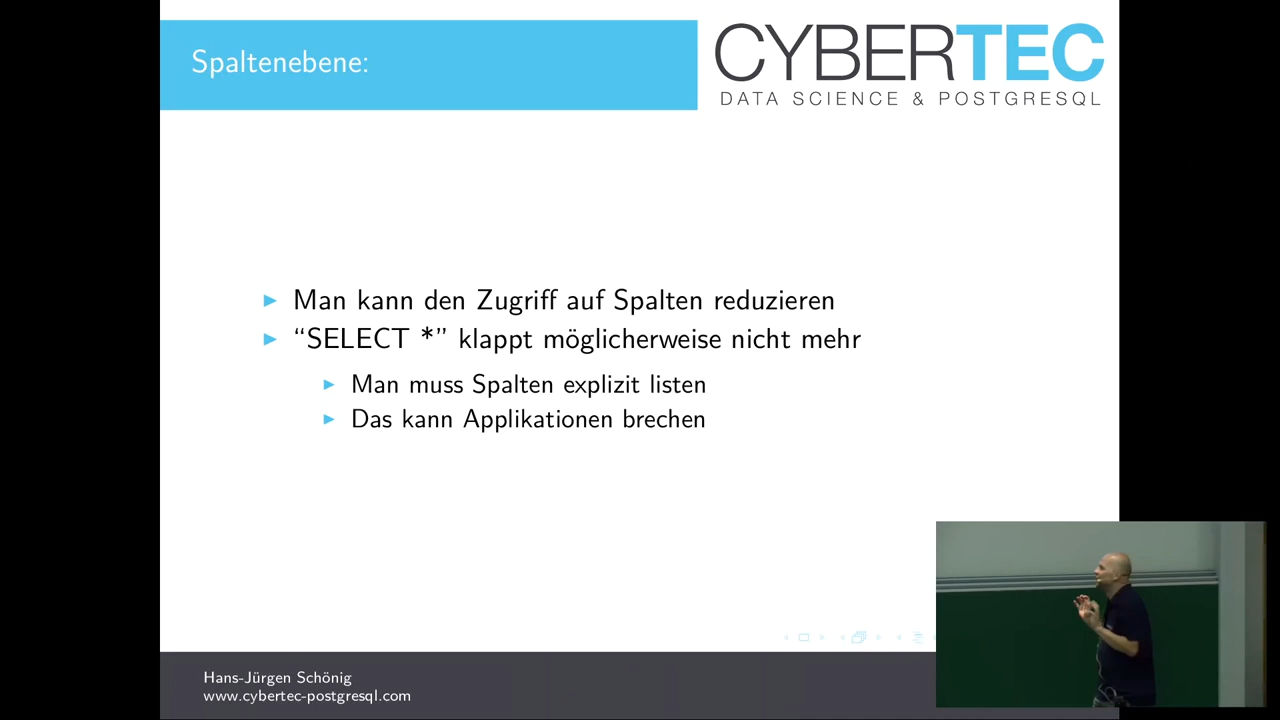 Spaltenebene:
CYBERTEC
DATA SCIENCE & POSTGRESQL
Man kann den Zugriff auf Spalten reduzieren
“SELECT *” klappt möglicherweise nicht mehr
Man muss Spalten explizit listen
Das kann Applikationen brechen
Hans-Jürgen Schönig
www.cybertec-postgresql.com